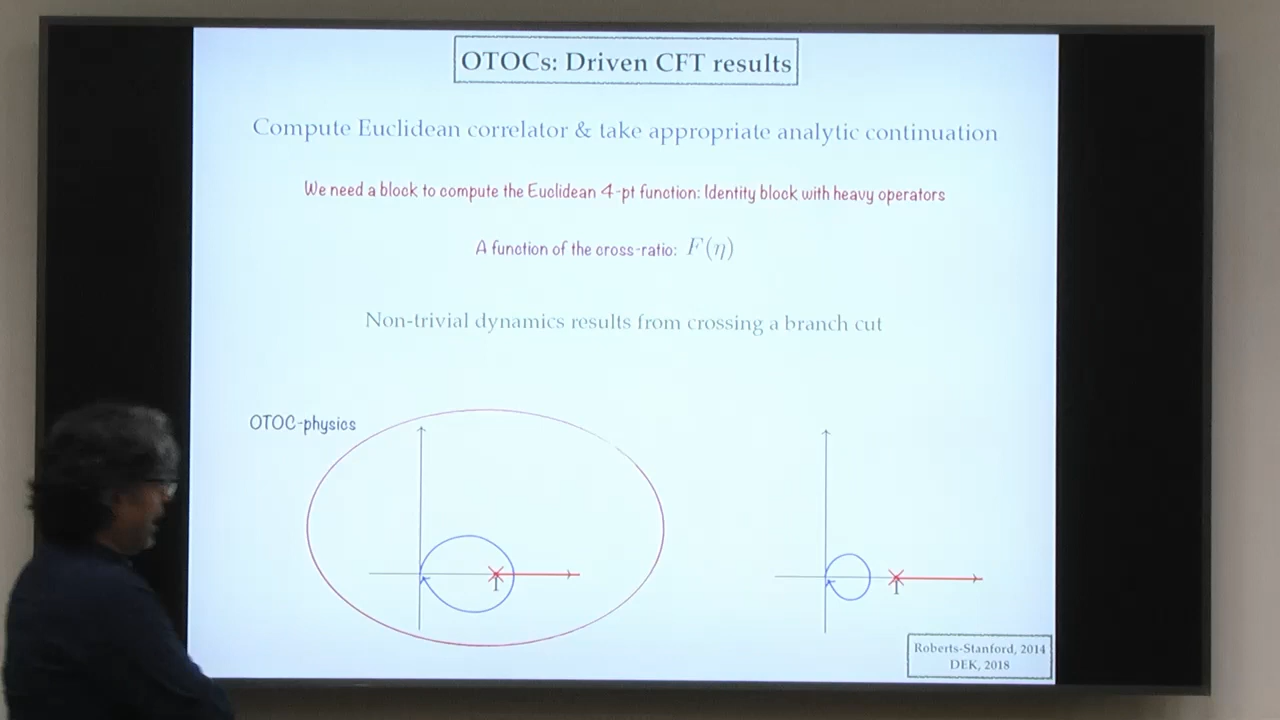 OTOCs: Driven CFT results
Compute Euclidean correlator & take appropriate analytic continuation
We need a block to compute the Euclidean 4-pt function: Identity block with heavy operators
A function of the cross-ratio: F(η)
Non-trivial dynamics results from crossing a branch cut
OTOC-physics
1
1
Roberts-Stanford, 2014
DEK, 2018